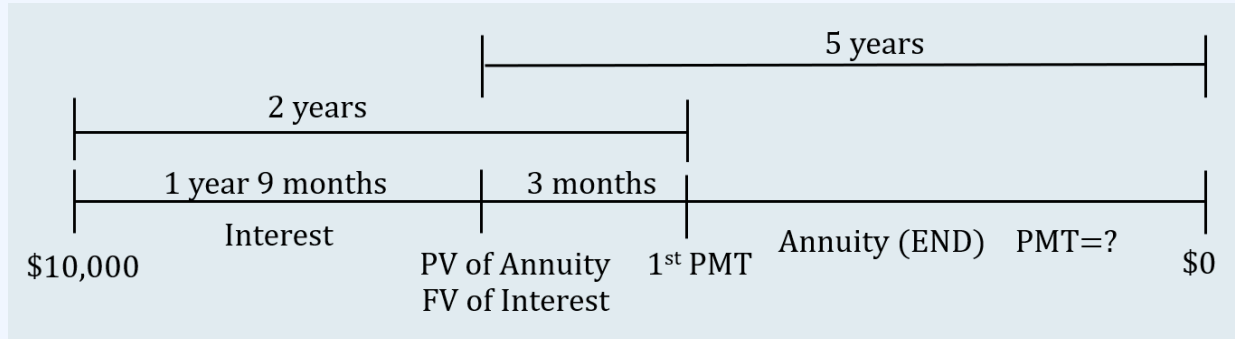 5 years
2 years
1 year 9 months
3 months
Interest
Annuity (END) PMT=?
$10,000
PV of Annuity
FV of Interest
1st PMT
$0